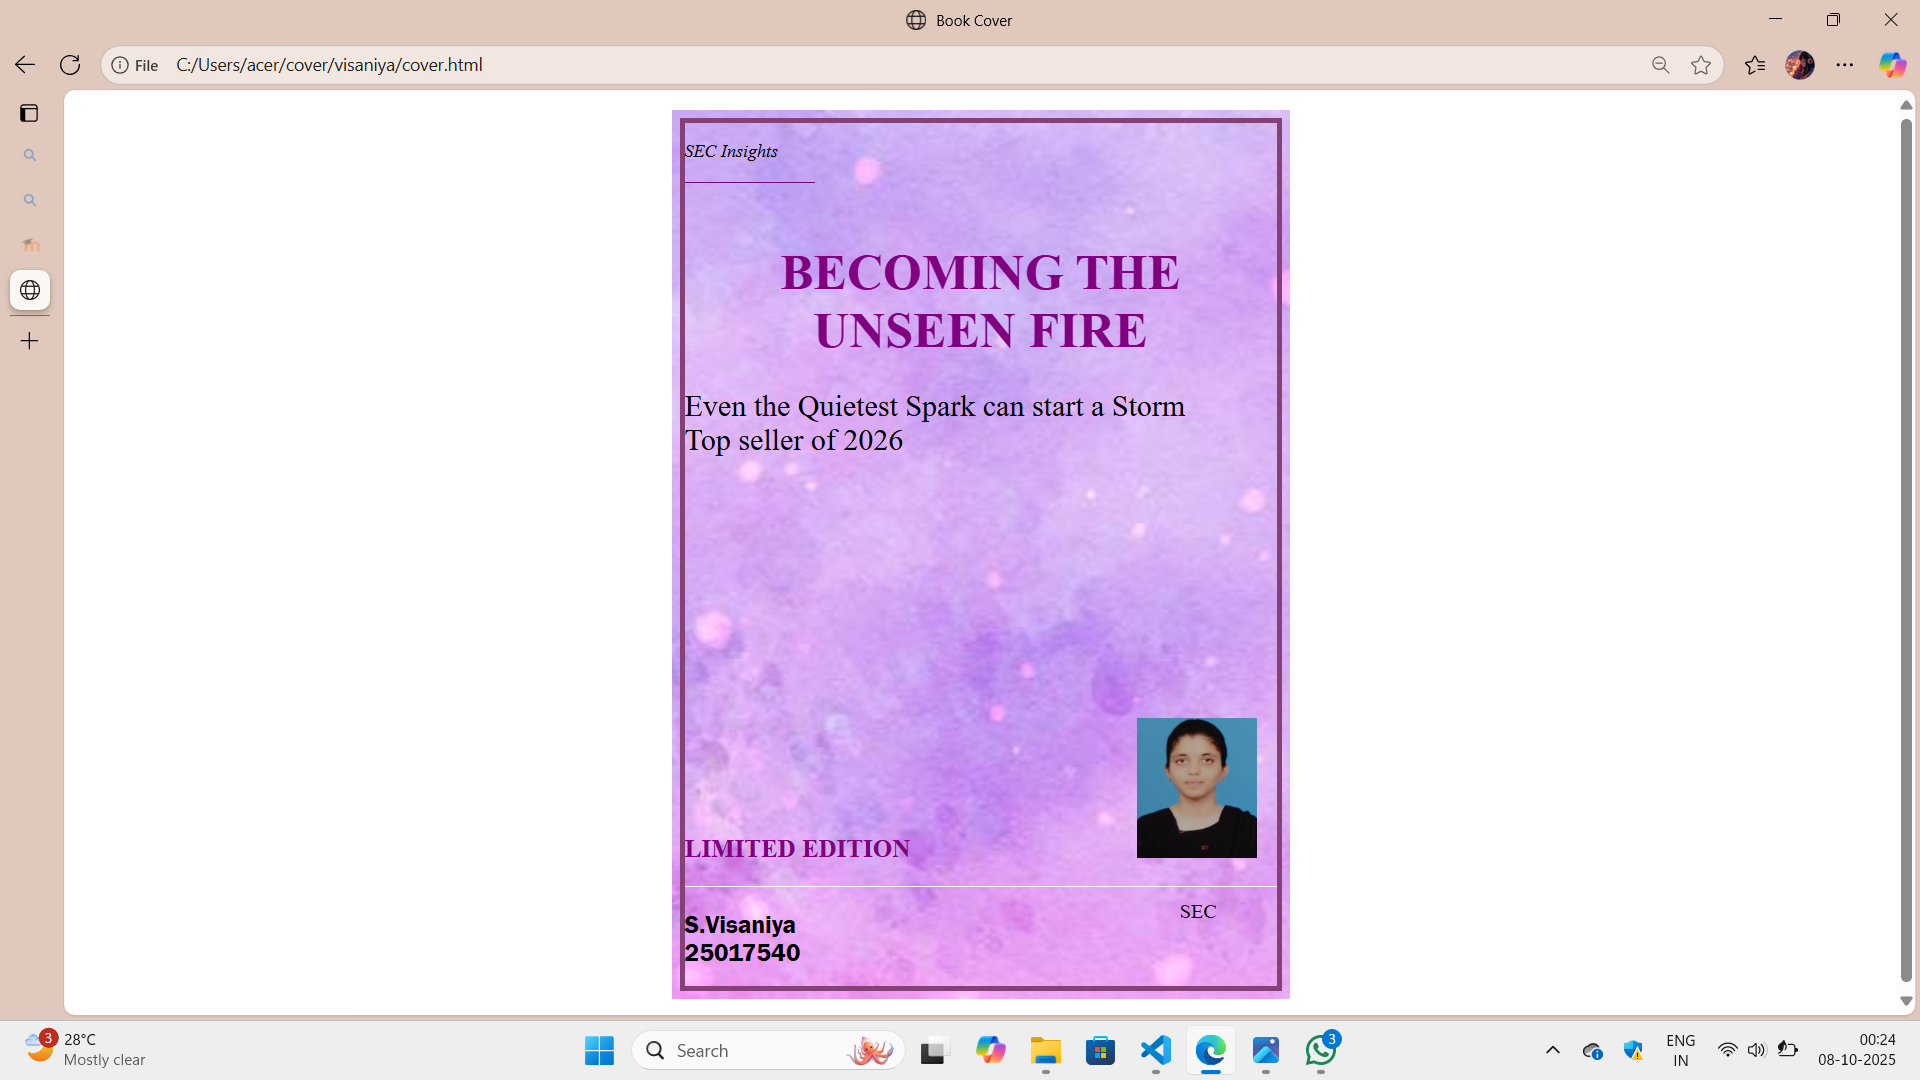 Book Cover
File C:/Users/acer/cover/visaniya/cover.html
SEC Insights
BECOMING THE
UNSEEN FIRE
Even the Quietest Spark can start a Storm
Top seller of 2026
LIMITED EDITION
SEC
S.Visaniya
25017540
3
28°C
Mostly clear
Search
3
ENG
IN
00:24
08-10-2025